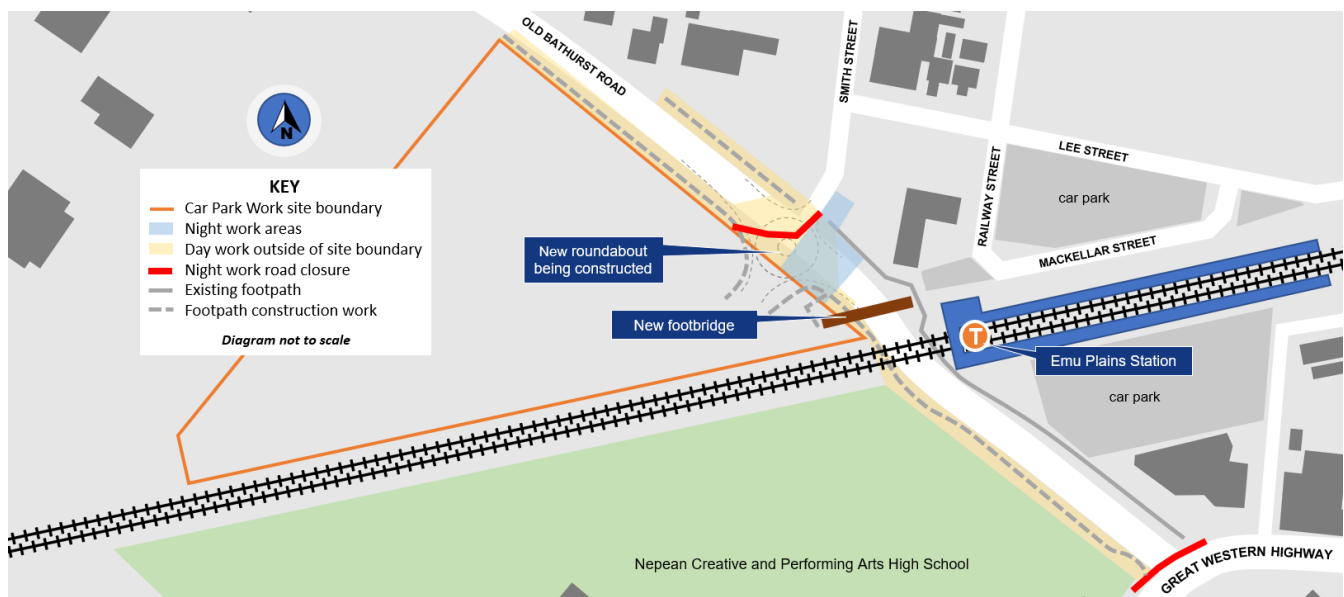 OLD BATHURST ROAD
SMITH STREET
LEE STREET
RAILWAY STREET
car park
MACKELLAR STREET
N
KEY
Car Park Work site boundary
Night work areas
Day work outside of site boundary
Night work road closure
Existing footpath
Footpath construction work
Diagram not to scale
New roundabout
being constructed
New footbridge
T
Emu Plains Station
car park
Nepean Creative and Performing Arts High School
GREAT WESTERN HIGHWAY